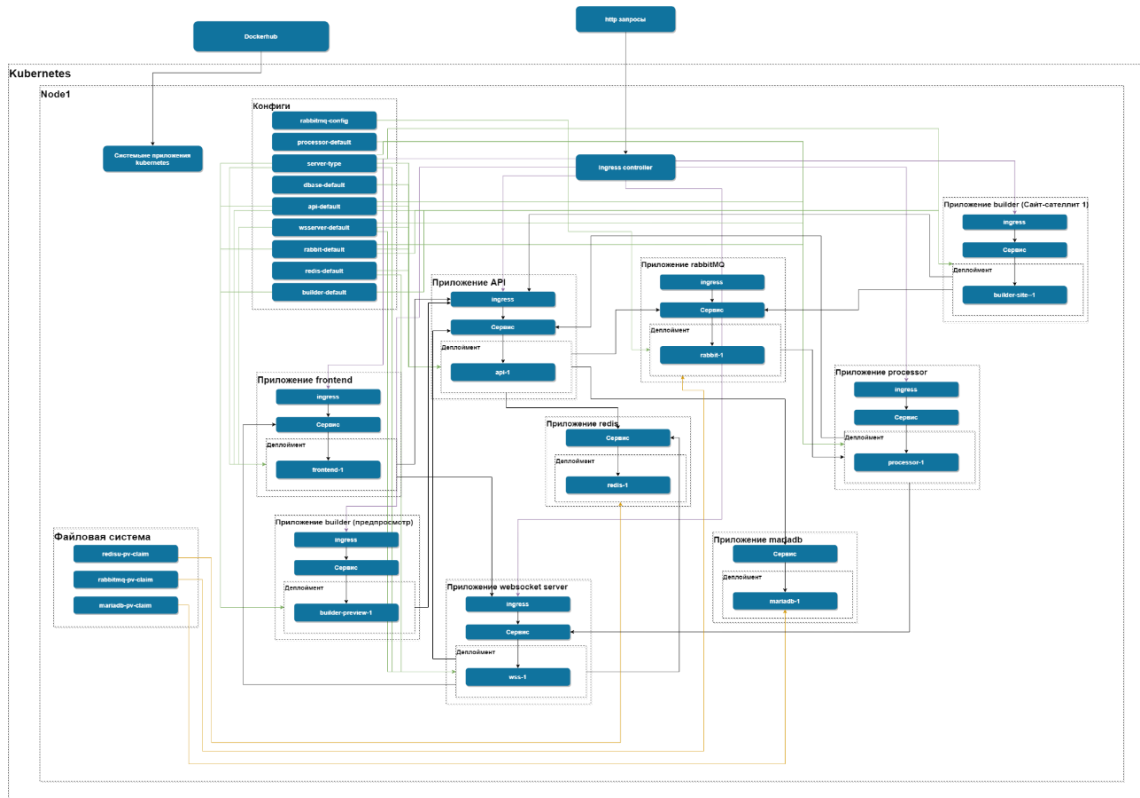 http запросы
Dockerhub
Kubernetes
Node1
Конфиги
rabbitmq-config
processor-default
server-type
dbase-default
api-default
wsserver-default
rabbit-default
redis-default
builder-default
Системыне приложения
kubernetes
ingress controller
Приложение builder (Сайт-сателлит 1)
ingress
Сервис
Деплоймент
builder-site--1
Приложение rabbitMQ
ingress
Сервис
Деплоймент
rabbit-1
Приложение API
ingress
Сервис
Деплоймент
api-1
Приложение processor
ingress
Сервис
Деплоймент
processor-1
Приложение frontend
ingress
Сервис
Деплоймент
frontend-1
Приложение redis
Сервис
Деплоймент
redis-1
Приложение builder (предпросмотр)
ingress
Сервис
Деплоймент
builder-preview-1
Файловая система
redisu-pv-claim
rabbitmq-pv-claim
mariadb-pv-claim
Приложение mariadb
Сервис
Деплоймент
mariadb-1
Приложение websocket server
ingress
Сервис
Деплоймент
wss-1